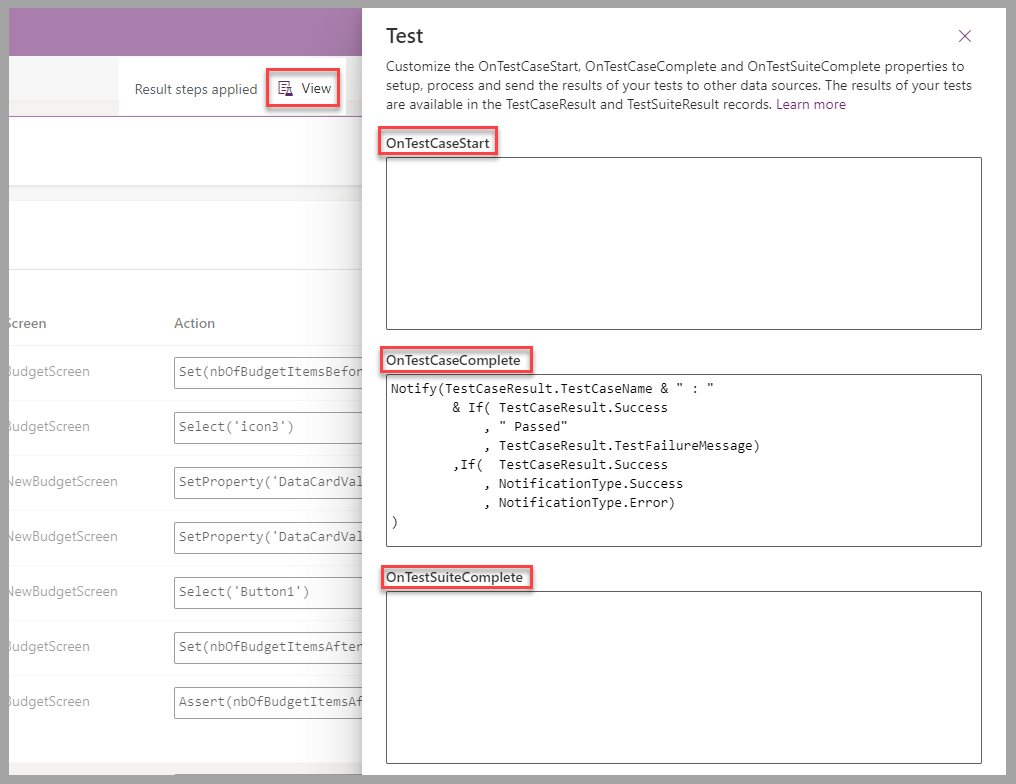 Result steps applied
View
Screen
Action
BudgetScreen
Set(nbOfBudgetItemsBefor
BudgetScreen
Select('icon3')
NewBudgetScreen
SetProperty('DataCardVal
NewBudgetScreen
SetProperty('DataCardVal
NewBudgetScreen
Select('Button1')
BudgetScreen
Set(nbOfBudgetItemsAfter
BudgetScreen
Assert(nbOfBudgetItemsAf
Test
Customize the OnTestCaseStart, OnTestCaseComplete and OnTestSuiteComplete properties to
setup, process and send the results of your tests to other data sources. The results of your tests
are available in the TestCaseResult and TestSuiteResult records. Learn more
OnTestCaseStart
OnTestCaseComplete
Notify(TestCaseResult.TestCaseName & " : "
& If( TestCaseResult.Success
, " Passed"
, TestCaseResult.TestFailureMessage)
,If( TestCaseResult.Success
, NotificationType.Success
, NotificationType.Error)
)
OnTestSuiteComplete